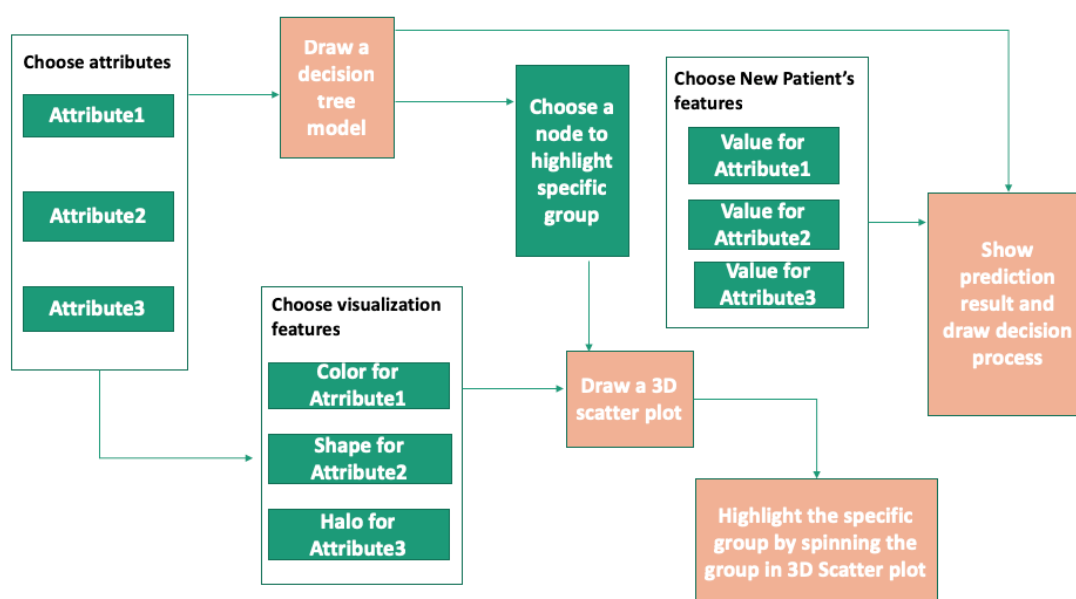 Choose attributes
Attribute1
Attribute2
Attribute3
Draw a
decision
tree
model
Choose a
node to
highlight
specific
group
Choose New Patient's
features
Value for
Attribute1
Value for
Attribute2
Value for
Attribute3
Show
prediction
result and
draw decision
process
Choose visualization
features
Color for
Atrribute1
Shape for
Attribute2
Halo for
Attribute3
Draw a 3D
scatter plot
Highlight the specific
group by spinning the
group in 3D Scatter plot